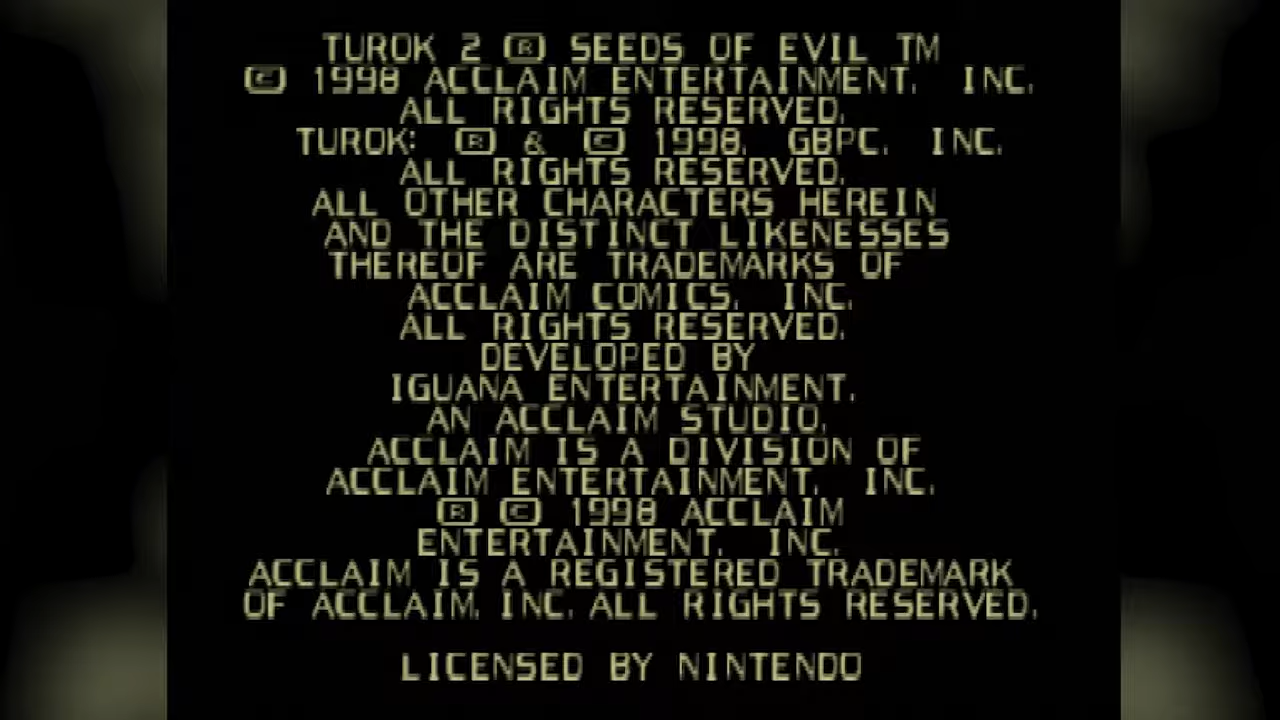 TUROK 2 ® SEEDS OF EVIL TM
© 1998 ACCLAIM ENTERTAINMENT, INC.
ALL RIGHTS RESERVED.
TUROK: ® & © 1998, GBPC, INC.
ALL RIGHTS RESERVED.
ALL OTHER CHARACTERS HEREIN
AND THE DISTINCT LIKENESSES
THEREOF ARE TRADEMARKS OF
ACCLAIM COMICS, INC.
ALL RIGHTS RESERVED.
DEVELOPED BY
IGUANA ENTERTAINMENT,
AN ACCLAIM STUDIO.
ACCLAIM IS A DIVISION OF
ACCLAIM ENTERTAINMENT, INC.
® © 1998 ACCLAIM
ENTERTAINMENT, INC.
ACCLAIM IS A REGISTERED TRADEMARK
OF ACCLAIM, INC. ALL RIGHTS RESERVED.
LICENSED BY NINTENDO